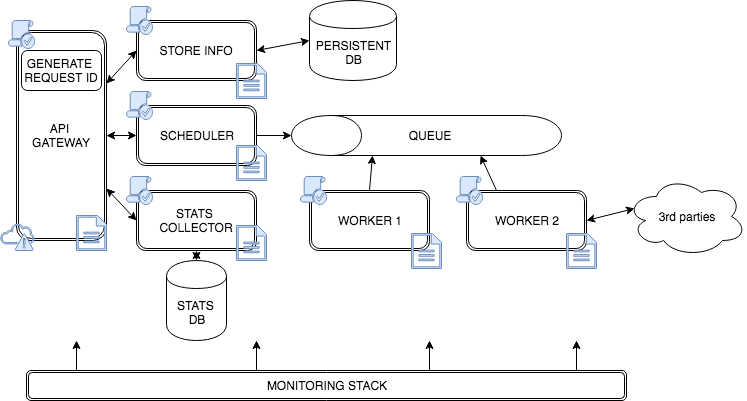 GENERATE
REQUEST ID
API
GATEWAY
STORE INFO
PERSISTENT
DB
SCHEDULER
QUEUE
STATS
COLLECTOR
WORKER 1
WORKER 2
3rd parties
STATS
DB
MONITORING STACK